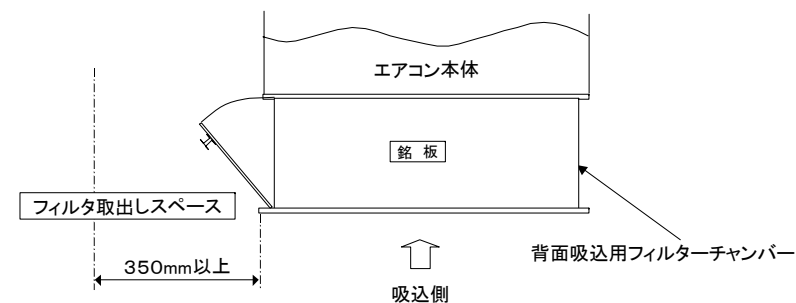 エアコン本体
銘 板
フィルタ取出しスペース
背面吸込用フィルターチャンバー
350mm以上
吸込側